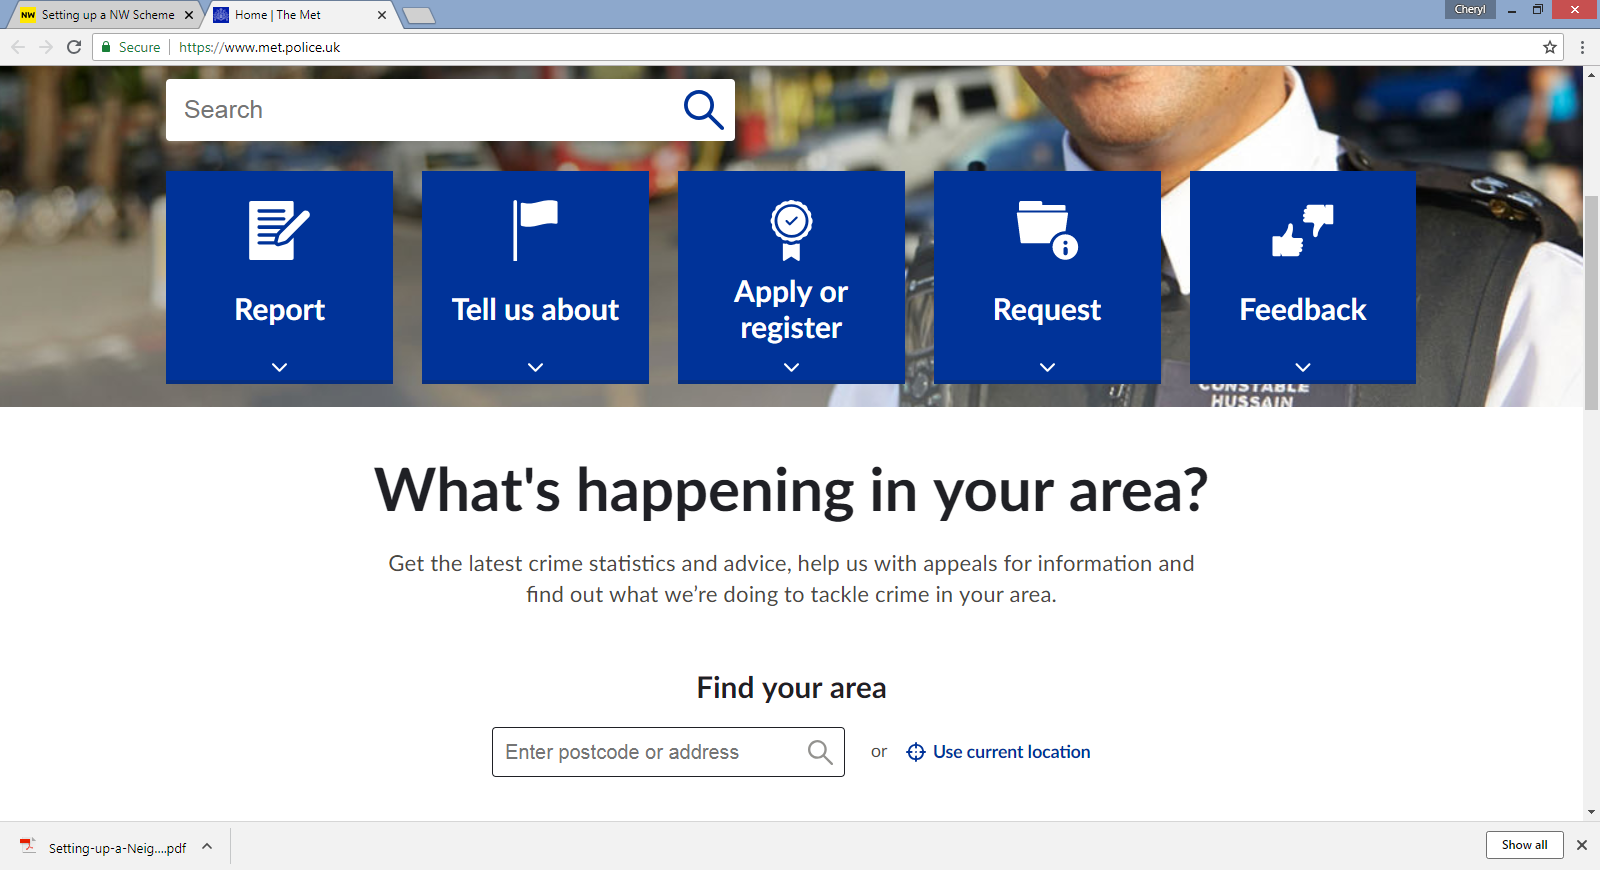 NW Setting up a NW Scheme
Home | The Met
Cheryl
Secure
https://www.met.police.uk
Search
Report
Tell us about
Apply or
register
Request
Feedback
CONSTABLE
HUSSAIN
What's happening in your area?
Get the latest crime statistics and advice, help us with appeals for information and
find out what we’re doing to tackle crime in your area.
Find your area
Enter postcode or address
or
Use current location
Setting-up-a-Neig....pdf
Show all